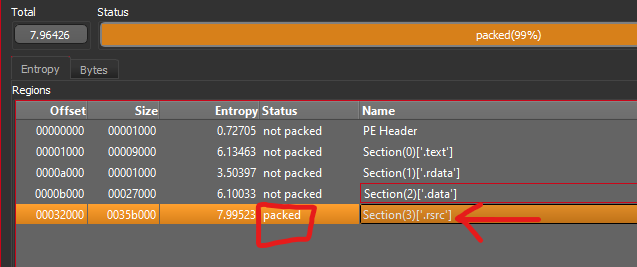 Total Status
7.96426 packed(99%)
Entropy Bytes
Regions
Offset Size Entropy Status Name
00000000 00001000 0.72705 not packed PE Header
00001000 00009000 6.13463 not packed Section(0)['.text']
0000a000 00001000 3.50397 not packed Section(1)['.rdata']
0000b000 00027000 6.10033 not packed Section(2)['.data']
00032000 0035b000 7.99523 packed Section(3)['.rsrc']